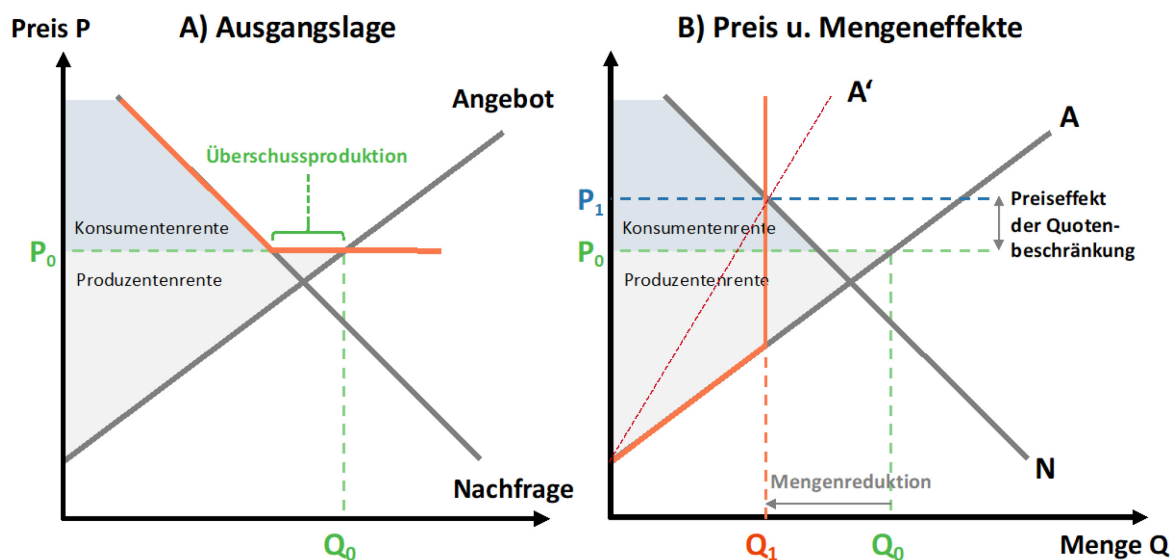 Preis P
A) Ausgangslage
Angebot
Überschussproduktion
Konsumentenrente
P₀
Produzentenrente
Nachfrage
Q₀
B) Preis u. Mengeneffekte
A‘
A
P₁
Preiseffekt
der Quoten-
beschränkung
Konsumentenrente
P₀
Produzentenrente
N
Mengenreduktion
Q₁
Q₀
Menge Q